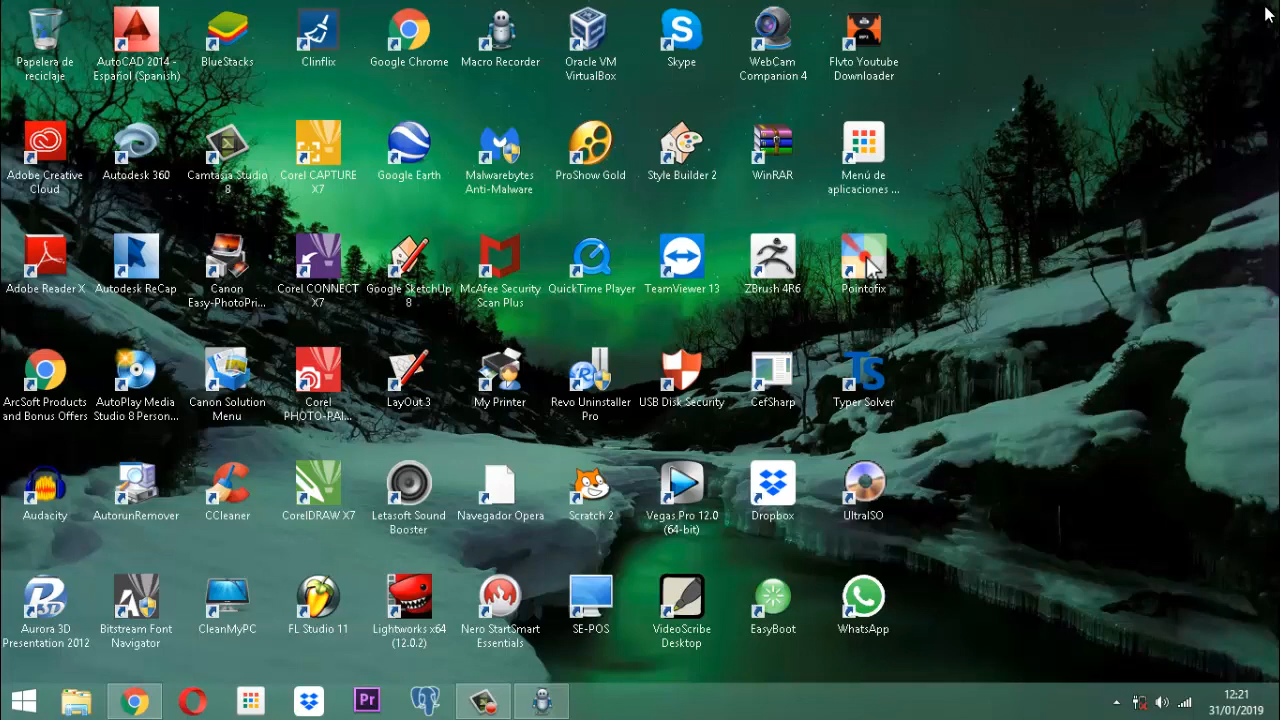 Papelera de reciclaje
AutoCAD 2014 - Español (Spanish)
BlueStacks
Clinflix
Google Chrome
Macro Recorder
Oracle VM VirtualBox
Skype
WebCam Companion 4
Flvto Youtube Downloader
Adobe Creative Cloud
Autodesk 360
Camtasia Studio 8
Corel CAPTURE X7
Google Earth
Malwarebytes Anti-Malware
ProShow Gold
Style Builder 2
WinRAR
Menú de aplicaciones ...
Adobe Reader X
Autodesk ReCap
Canon Easy-PhotoPri...
Corel CONNECT X7
Google SketchUp 8
McAfee Security Scan Plus
QuickTime Player
TeamViewer 13
ZBrush 4R6
Pointofix
ArcSoft Products and Bonus Offers
AutoPlay Media Studio 8 Person...
Canon Solution Menu
Corel PHOTO-PAI...
LayOut 3
My Printer
Revo Uninstaller Pro
USB Disk Security
CefSharp
Ts
Typer Solver
Audacity
AutorunRemover
CCleaner
CorelDRAW X7
Letasoft Sound Booster
Navegador Opera
Scratch 2
Vegas Pro 12.0 (64-bit)
Dropbox
UltraISO
Aurora 3D Presentation 2012
Bitstream Font Navigator
CleanMyPC
FL Studio 11
Lightworks x64 (12.0.2)
Nero StartSmart Essentials
SE-POS
VideoScribe Desktop
EasyBoot
WhatsApp
Pr
12:21
31/01/2019